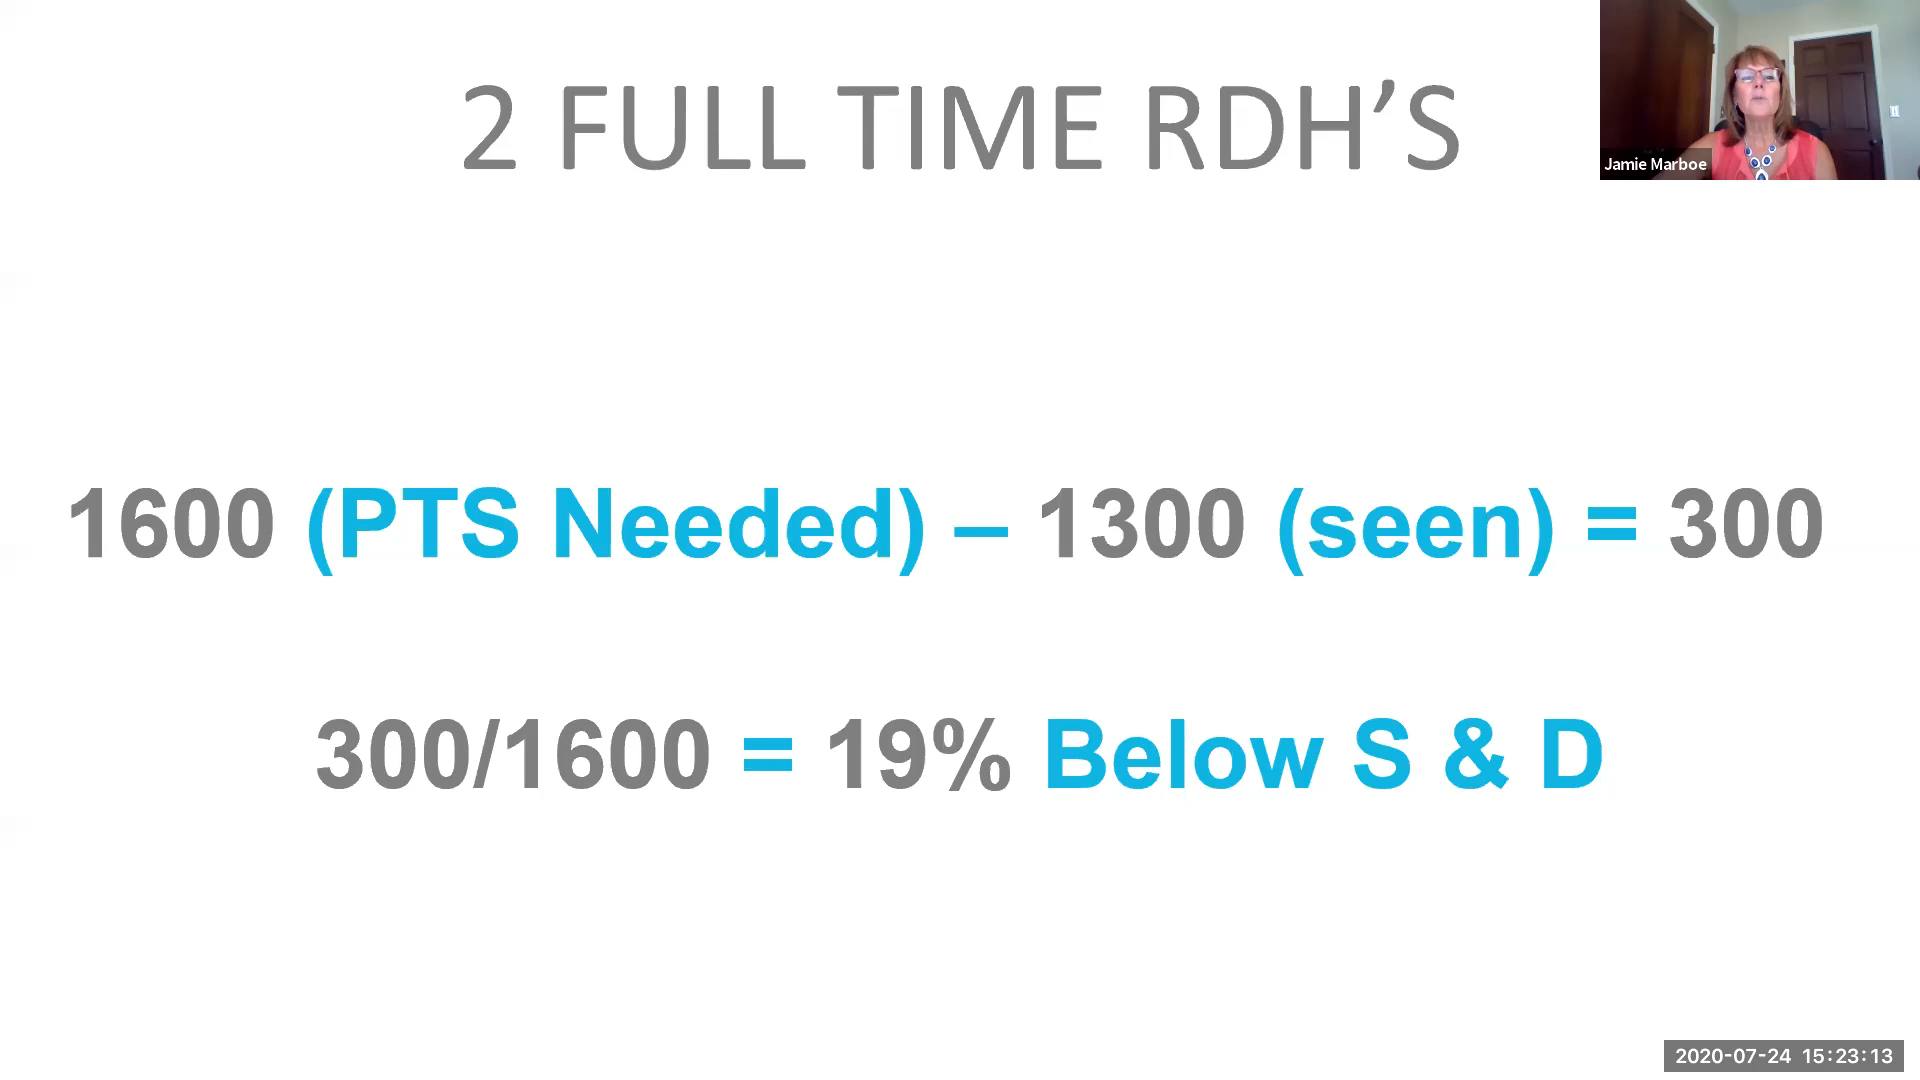 2 FULL TIME RDH’S
Jamie Marboe
1600 (PTS Needed) – 1300 (seen) = 300
300/1600 = 19% Below S & D
2020-07-24 15:23:13